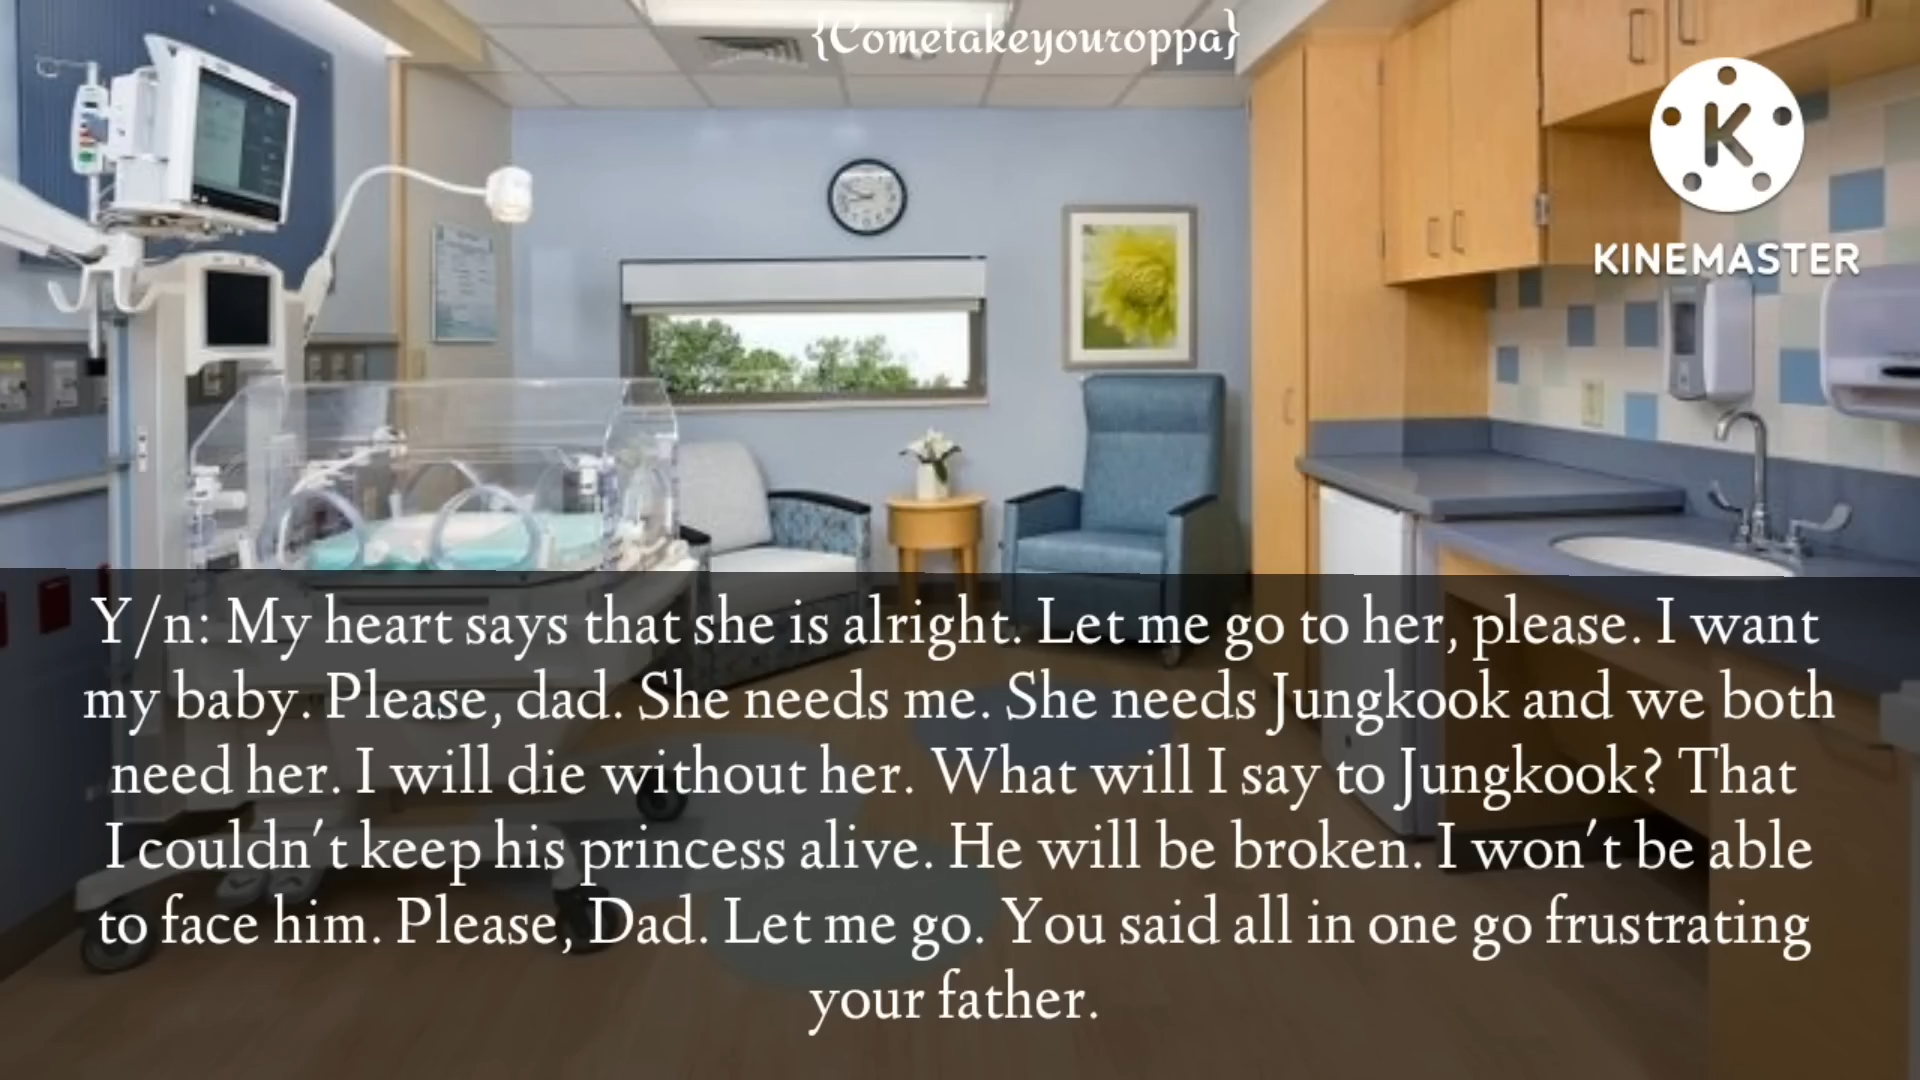 {Cometakeyouroppa}
KINEMASTER
Y/n: My heart says that she is alright. Let me go to her, please. I want
my baby. Please, dad. She needs me. She needs Jungkook and we both
need her. I will die without her. What will I say to Jungkook? That
I couldn't keep his princess alive. He will be broken. I won't be able
to face him. Please, Dad. Let me go. You said all in one go frustrating
your father.